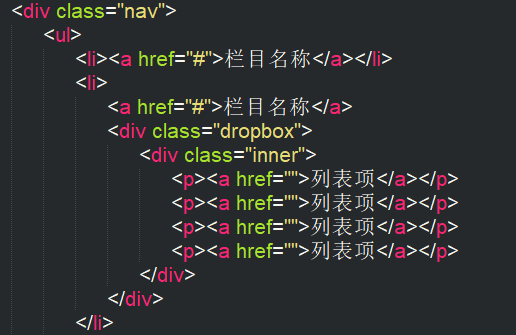 <div class="nav">
<ul>
<li><a href="#">栏目名称</a></li>
<li>
<a href="#">栏目名称</a>
<div class="dropbox">
<div class="inner">
<p><a href="">列表项</a></p>
<p><a href="">列表项</a></p>
<p><a href="">列表项</a></p>
<p><a href="">列表项</a></p>
</div>
</div>
</li>